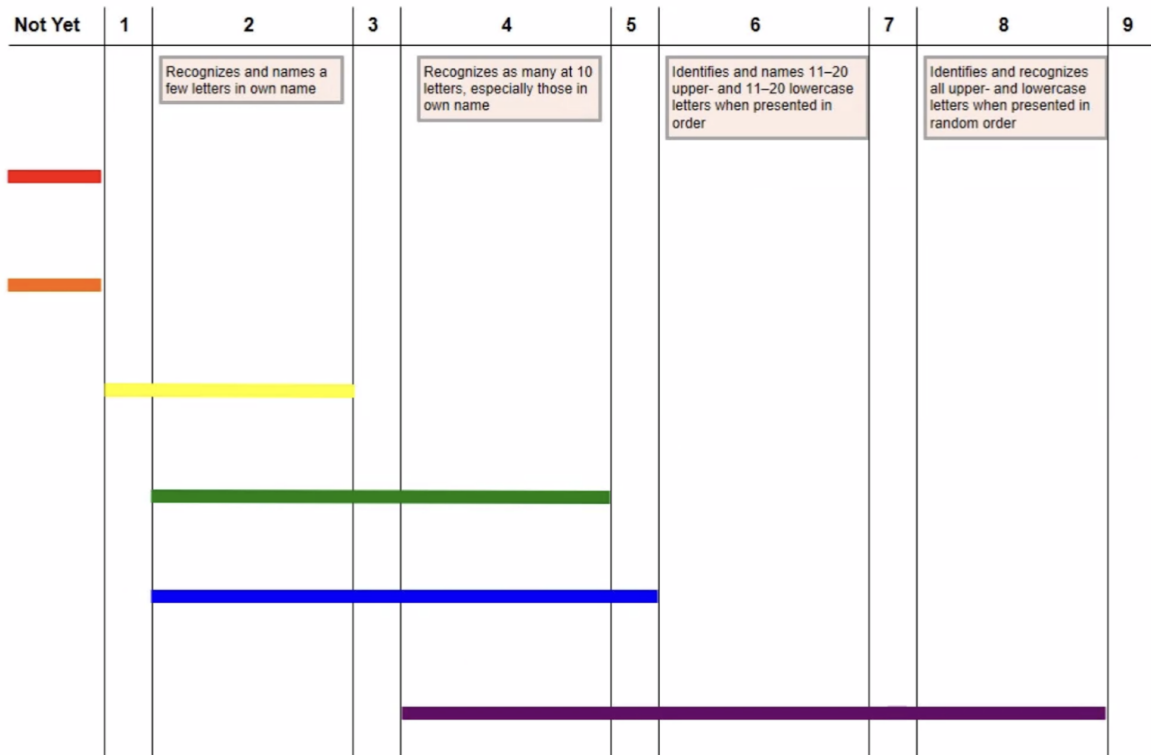 Not Yet 1 2 3 4 5 6 7 8 9
Recognizes and names a
few letters in own name
Recognizes as many at 10
letters, especially those in
own name
Identifies and names 11–20
upper- and 11–20 lowercase
letters when presented in
order
Identifies and recognizes
all upper- and lowercase
letters when presented in
random order